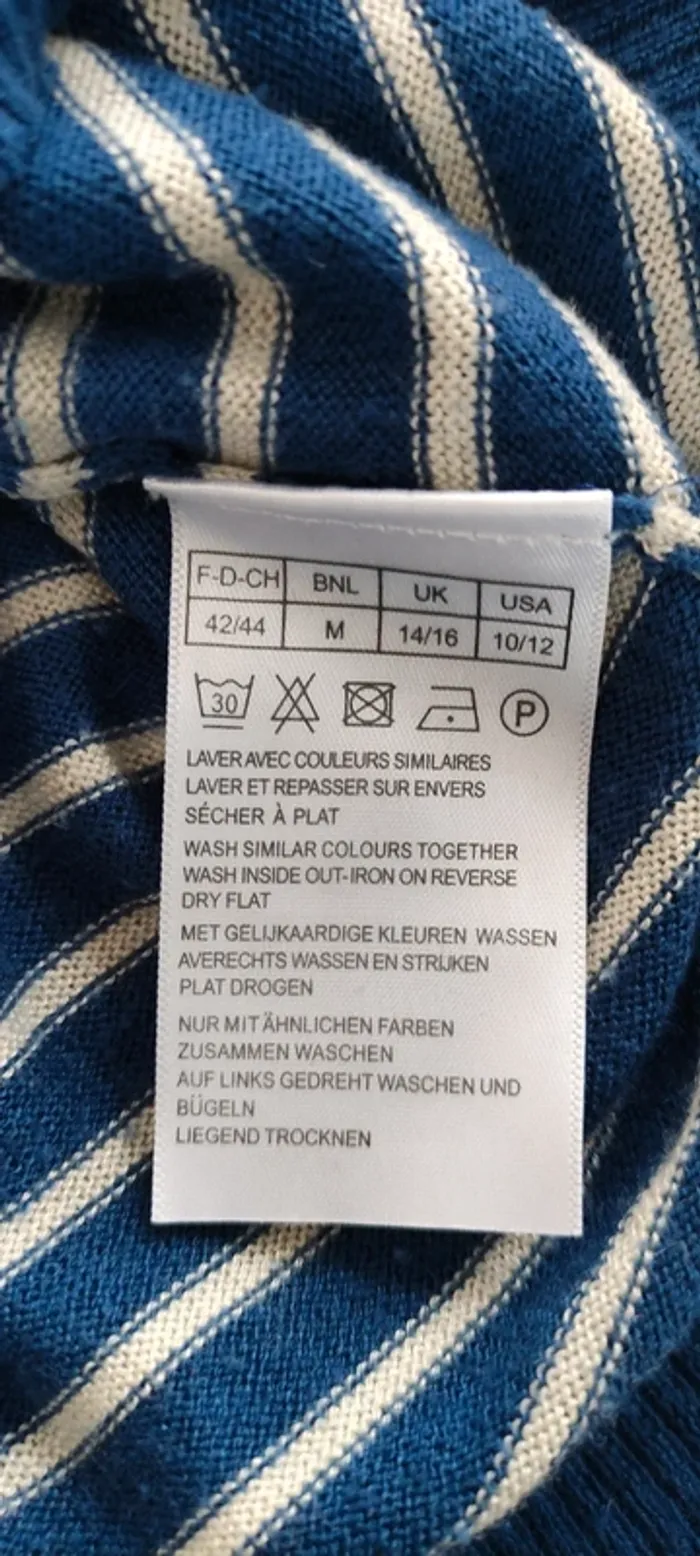 F-D-CH BNL UK USA
42/44 M 14/16 10/12
30 P
LAVER AVEC COULEURS SIMILAIRES
LAVER ET REPASSER SUR ENVERS
SÉCHER À PLAT
WASH SIMILAR COLOURS TOGETHER
WASH INSIDE OUT-IRON ON REVERSE
DRY FLAT
MET GELIJKAARDIGE KLEUREN WASSEN
AVERECHTS WASSEN EN STRIJKEN
PLAT DROGEN
NUR MIT ÄHNLICHEN FARBEN
ZUSAMMEN WASCHEN
AUF LINKS GEDREHT WASCHEN UND
BÜGELN
LIEGEND TROCKNEN